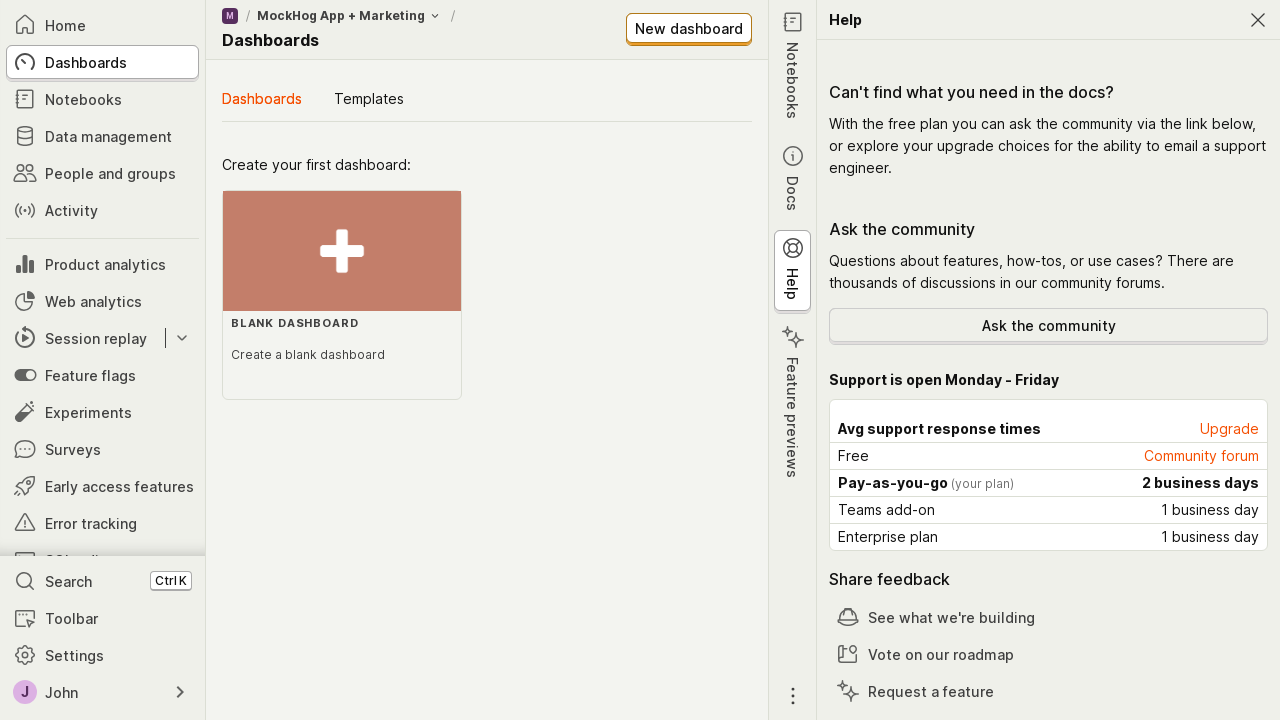 Home
Dashboards
Notebooks
Data management
People and groups
Activity
Product analytics
Web analytics
Session replay
Feature flags
Experiments
Surveys
Early access features
Error tracking
Search Ctrl K
Toolbar
Settings
J John
M / MockHog App + Marketing /
Dashboards
New dashboard
Dashboards Templates
Create your first dashboard:
BLANK DASHBOARD
Create a blank dashboard
Notebooks
Docs
Help
Feature previews
Help
Can't find what you need in the docs?
With the free plan you can ask the community via the link below,
or explore your upgrade choices for the ability to email a support
engineer.
Ask the community
Questions about features, how-tos, or use cases? There are
thousands of discussions in our community forums.
Ask the community
Support is open Monday - Friday
Avg support response times Upgrade
Free Community forum
Pay-as-you-go (your plan) 2 business days
Teams add-on 1 business day
Enterprise plan 1 business day
Share feedback
See what we're building
Vote on our roadmap
Request a feature